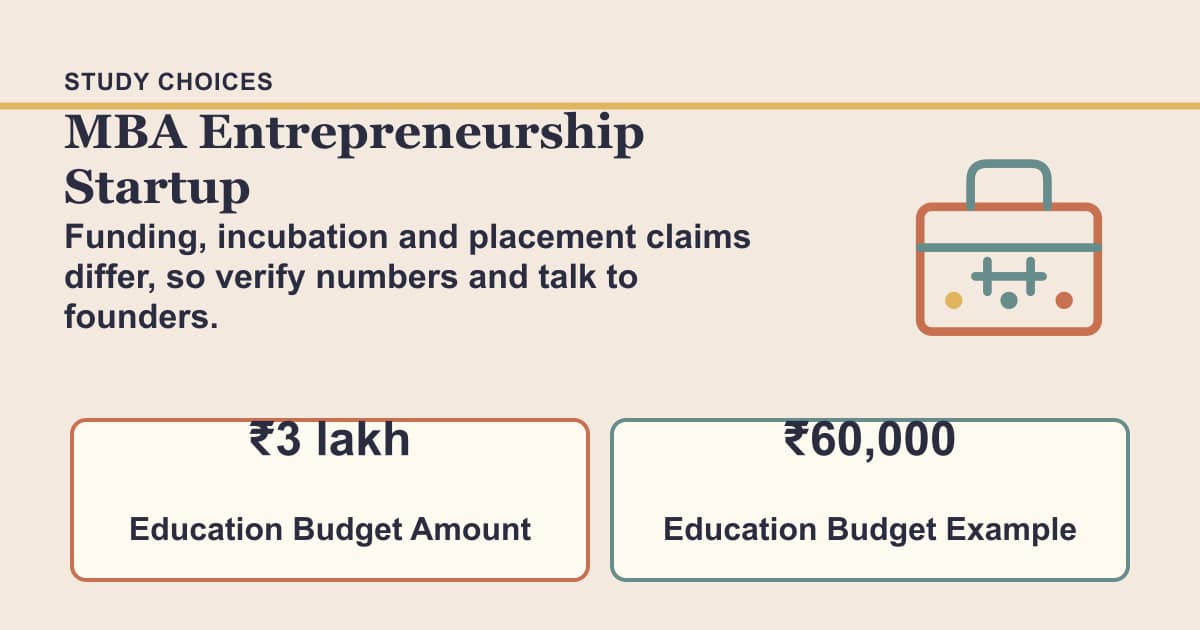 STUDY CHOICES
MBA Entrepreneurship
Startup
Funding, incubation and placement claims
differ, so verify numbers and talk to
founders.
₹3 lakh
Education Budget Amount
₹60,000
Education Budget Example